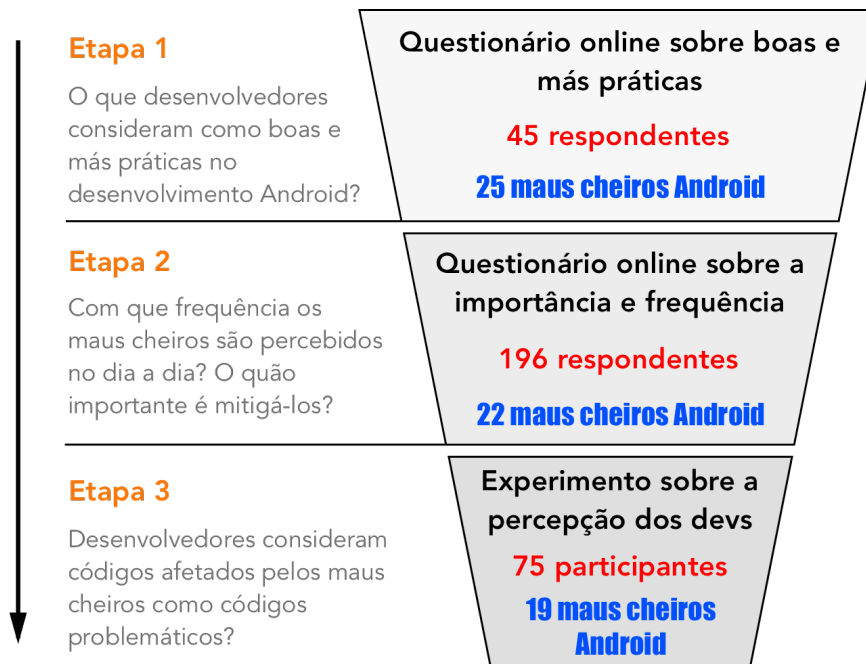 Etapa 1
O que desenvolvedores
consideram como boas e
más práticas no
desenvolvimento Android?
Questionário online sobre boas e
más práticas
45 respondentes
25 maus cheiros Android
Etapa 2
Com que frequência os
maus cheiros são percebidos
no dia a dia? O quão
importante é mitigá-los?
Questionário online sobre a
importância e frequência
196 respondentes
22 maus cheiros Android
Etapa 3
Desenvolvedores consideram
códigos afetados pelos maus
cheiros como códigos
problemáticos?
Experimento sobre a
percepção dos devs
75 participantes
19 maus cheiros
Android